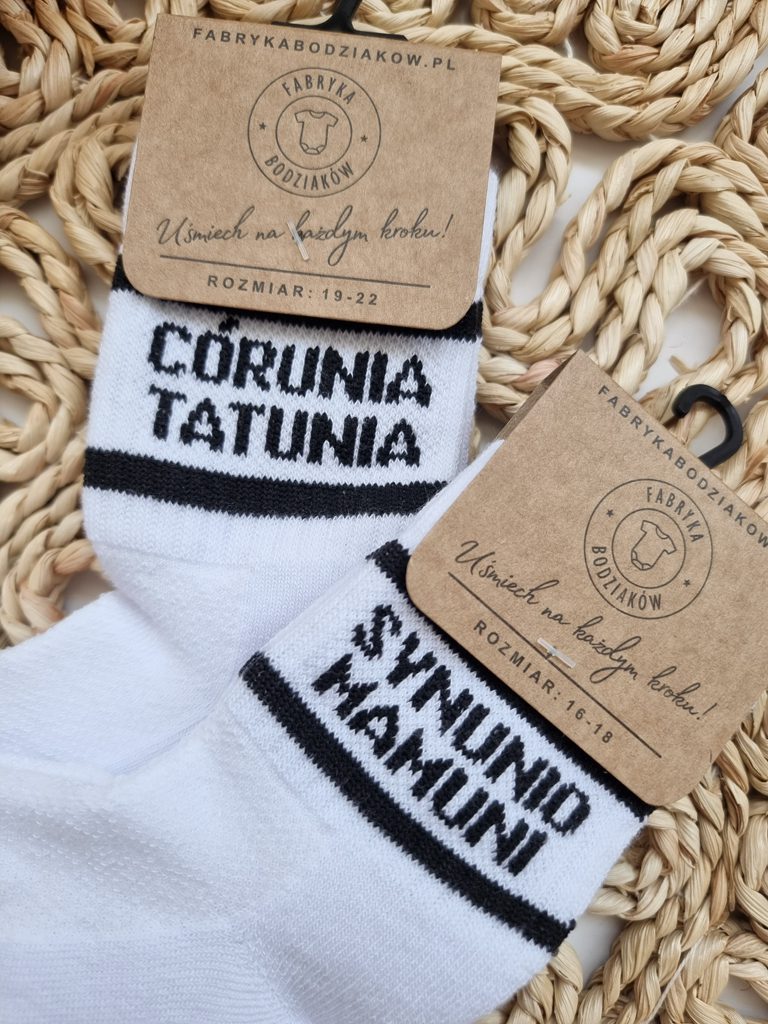 FABRYKABODZIAKOW.PL
FABRYKA
BODZIAKÓW
Uśmiech na każdym kroku!
ROZMIAR: 19-22
CÓRUNIA
TATUNIA
FABRYKABODZIAKOW
FABRYKA
BODZIAKÓW
Uśmiech na każdym kroku!
ROZMIAR: 16-18
SYNUNIO
MAMUNI